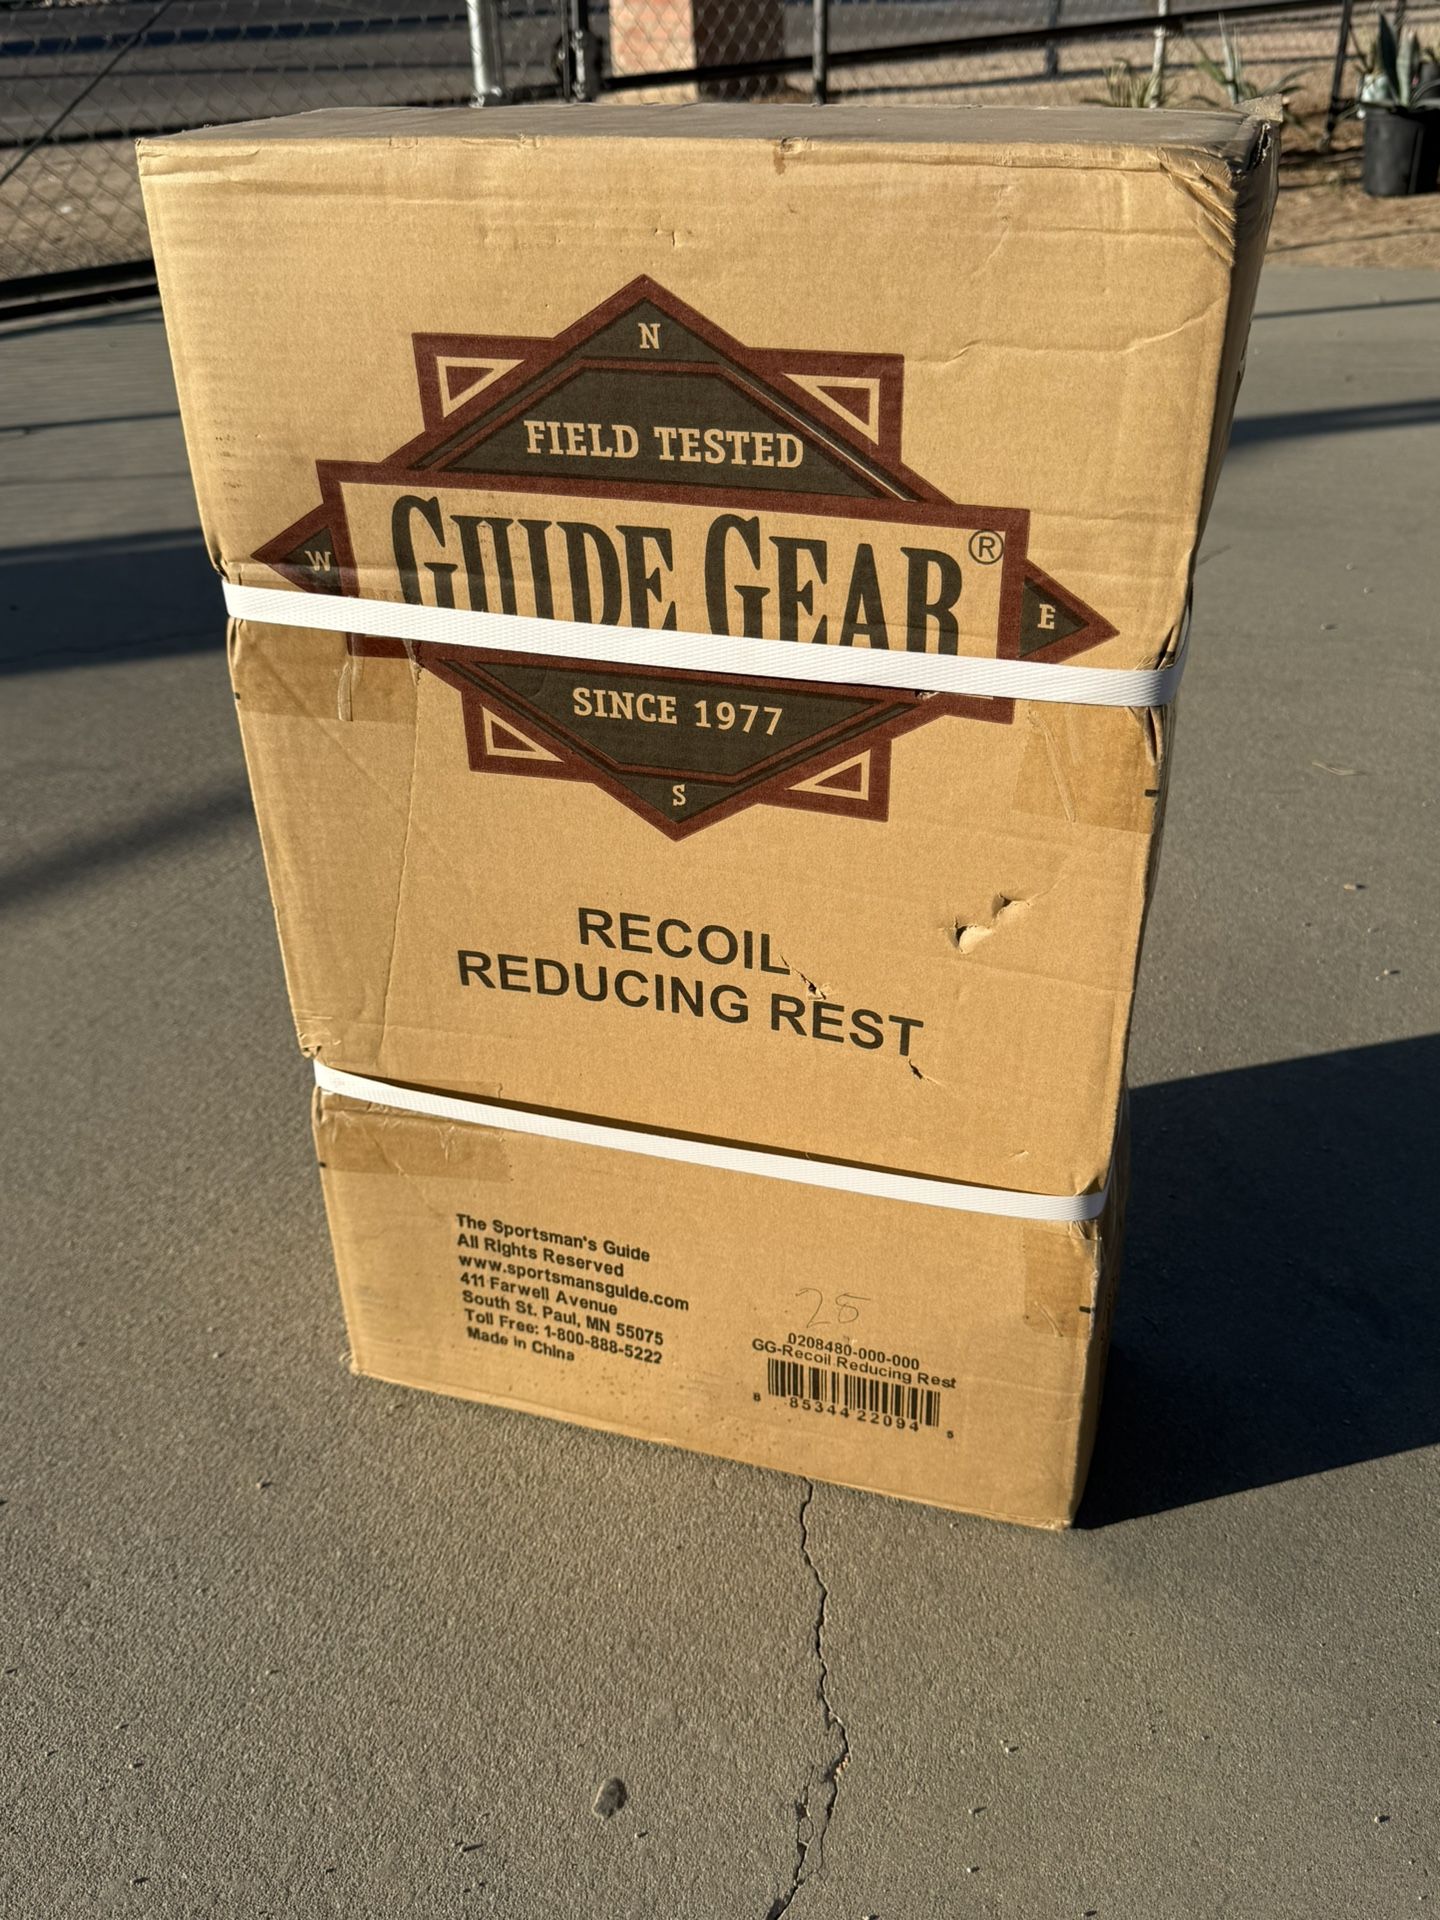 N
FIELD TESTED
W
GUIDE GEAR®
E
SINCE 1977
S
RECOIL
REDUCING REST
The Sportsman's Guide
All Rights Reserved
www.sportsmansguide.com
411 Farwell Avenue
South St. Paul, MN 55075
Toll Free: 1-800-888-5222
Made in China
28
0208480-000-000
GG-Recoil Reducing Rest
8 85344 22094 5